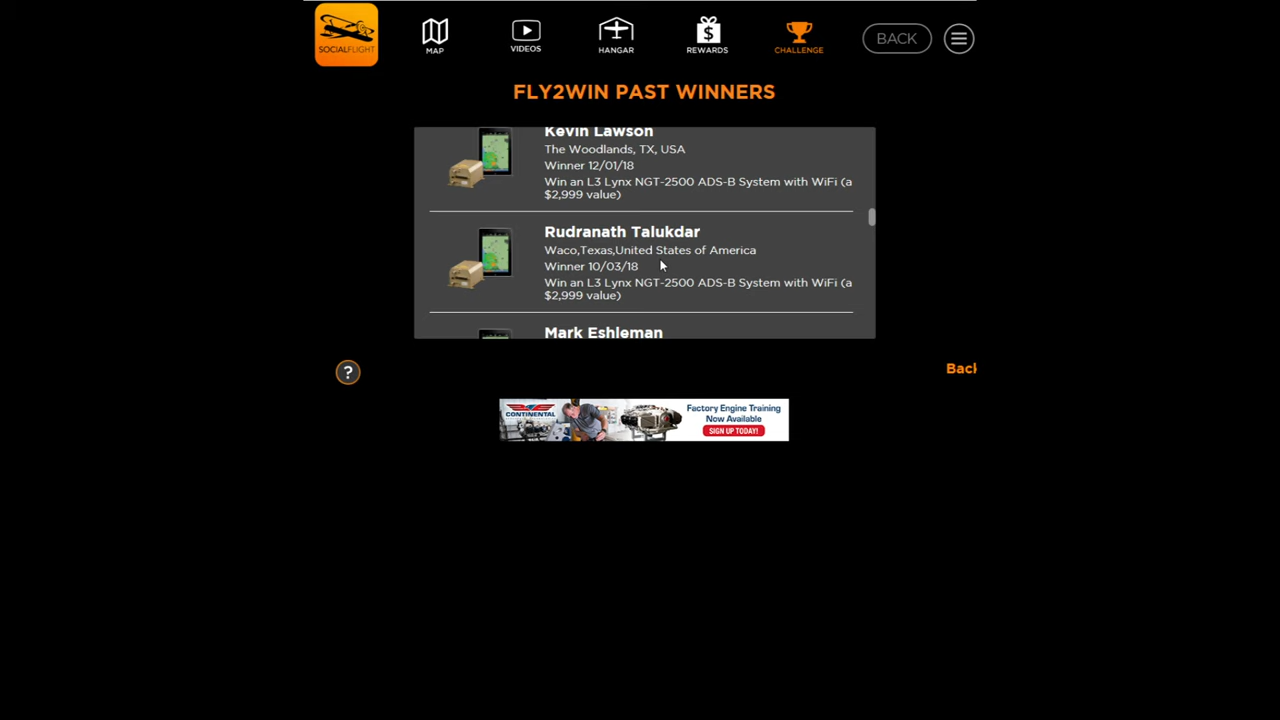 SOCIALFLIGHT
MAP
VIDEOS
HANGAR
$
REWARDS
CHALLENGE
BACK
FLY2WIN PAST WINNERS
Kevin Lawson
The Woodlands, TX, USA
Winner 12/01/18
Win an L3 Lynx NGT-2500 ADS-B System with WiFi (a
$2,999 value)
Rudranath Talukdar
Waco,Texas,United States of America
Winner 10/03/18
Win an L3 Lynx NGT-2500 ADS-B System with WiFi (a
$2,999 value)
Mark Eshleman
?
Back
CONTINENTAL
Factory Engine Training
Now Available
SIGN UP TODAY!